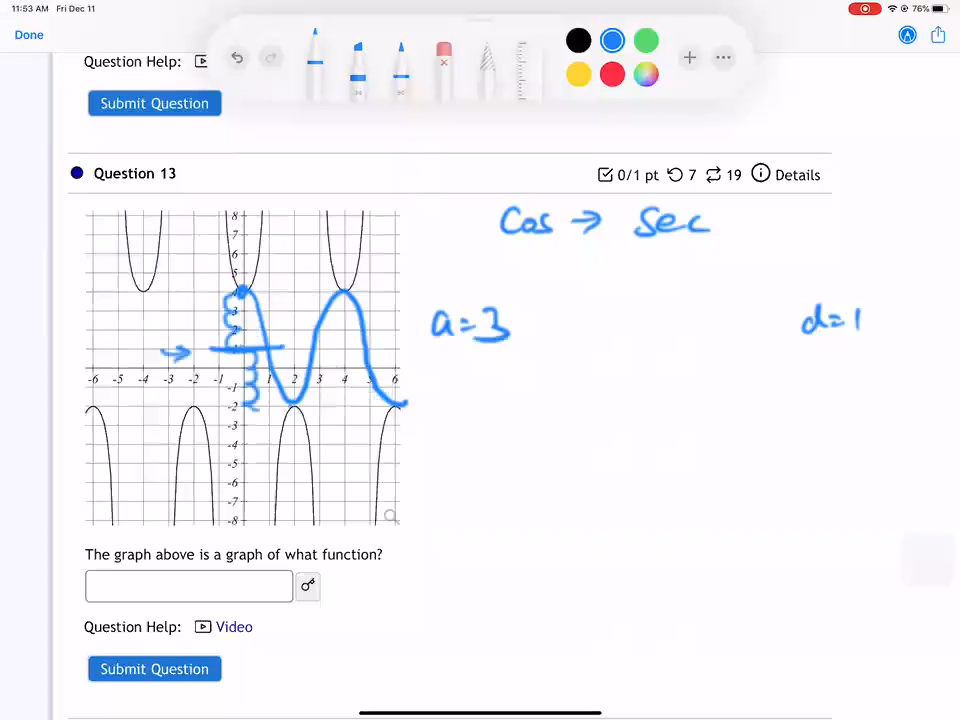 11:53 AM Fri Dec 11
76%
Done
Question Help:
Submit Question
Question 13
0/1 pt 7 19 Details
Cos → Sec
a=3
d=1
8
7
6
5
4
3
2
1
-6 -5 -4 -3 -2 -1 1 2 3 4 5 6
-1
-2
-3
-4
-5
-6
-7
-8
The graph above is a graph of what function?
Question Help: Video
Submit Question